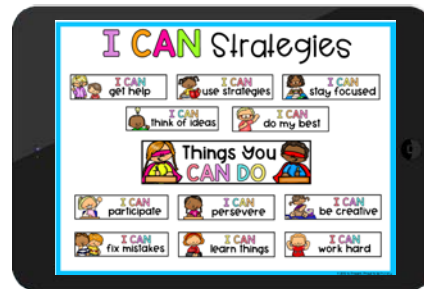 I CAN Strategies
I CAN
get help
I CAN
use strategies
I CAN
stay focused
I CAN
think of ideas
I CAN
do my best
Things You
CAN DO
I CAN
participate
I CAN
persevere
I CAN
be creative
I CAN
fix mistakes
I CAN
learn things
I CAN
work hard